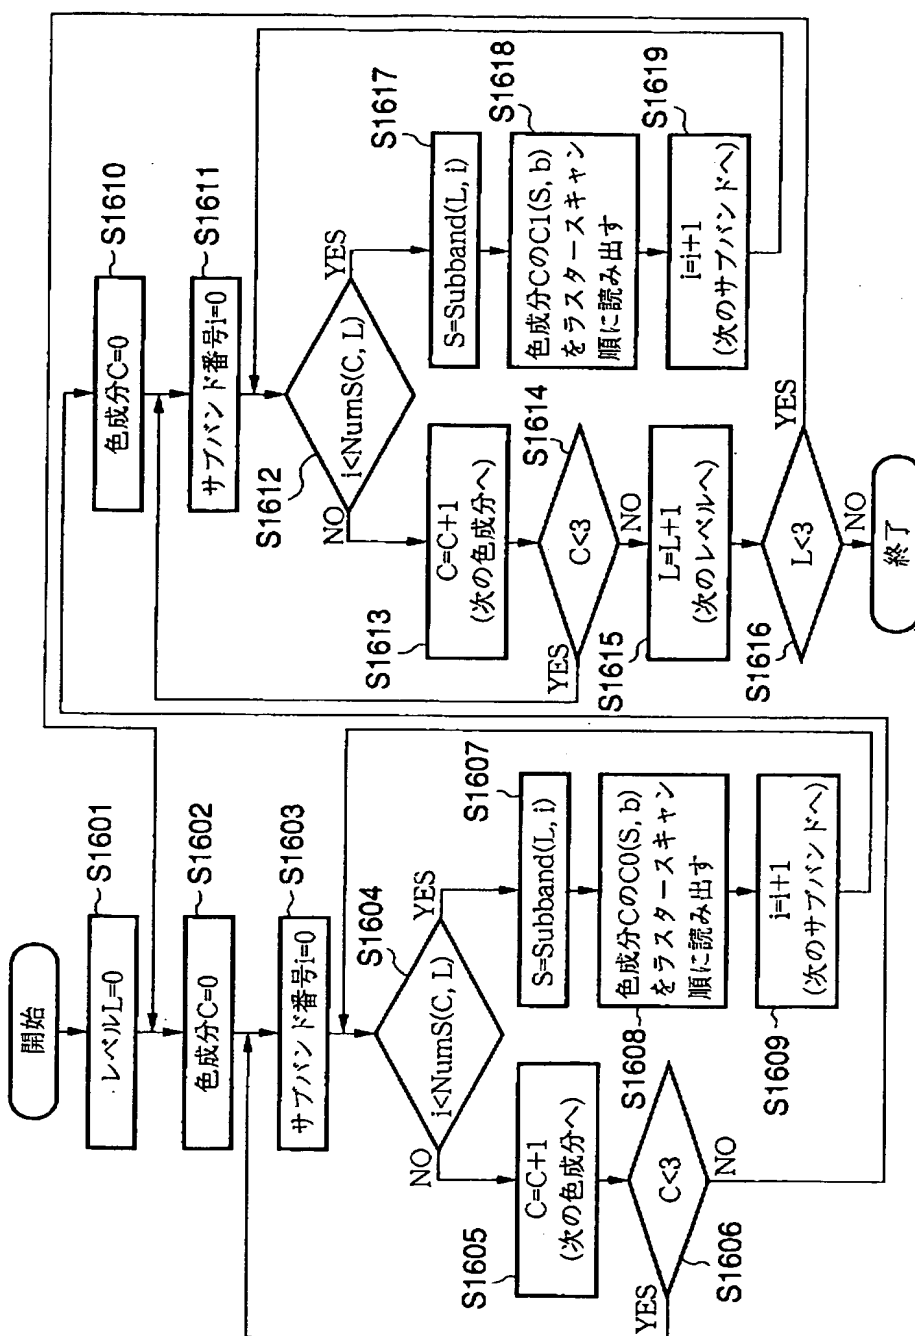 開始
レベルL=0
S1601
色成分C=0
S1602
サブバンド番号i=0
S1603
i<NumS(C, L)
S1604
YES
NO
C=C+1
(次の色成分へ)
S1605
C<3
S1606
YES
NO
S=Subband(L, i)
S1607
色成分CのC0(S, b)
をラスタースキャン
順に読み出す
S1608
i=i+1
(次のサブバンドへ)
S1609
色成分C=0
S1610
サブバンド番号i=0
S1611
i<NumS(C, L)
S1612
YES
NO
C=C+1
(次の色成分へ)
S1613
C<3
S1614
YES
NO
L=L+1
(次のレベルへ)
S1615
L<3
S1616
YES
NO
終了
S=Subband(L, i)
S1617
色成分CのC1(S, b)
をラスタースキャン
順に読み出す
S1618
i=i+1
(次のサブバンドへ)
S1619